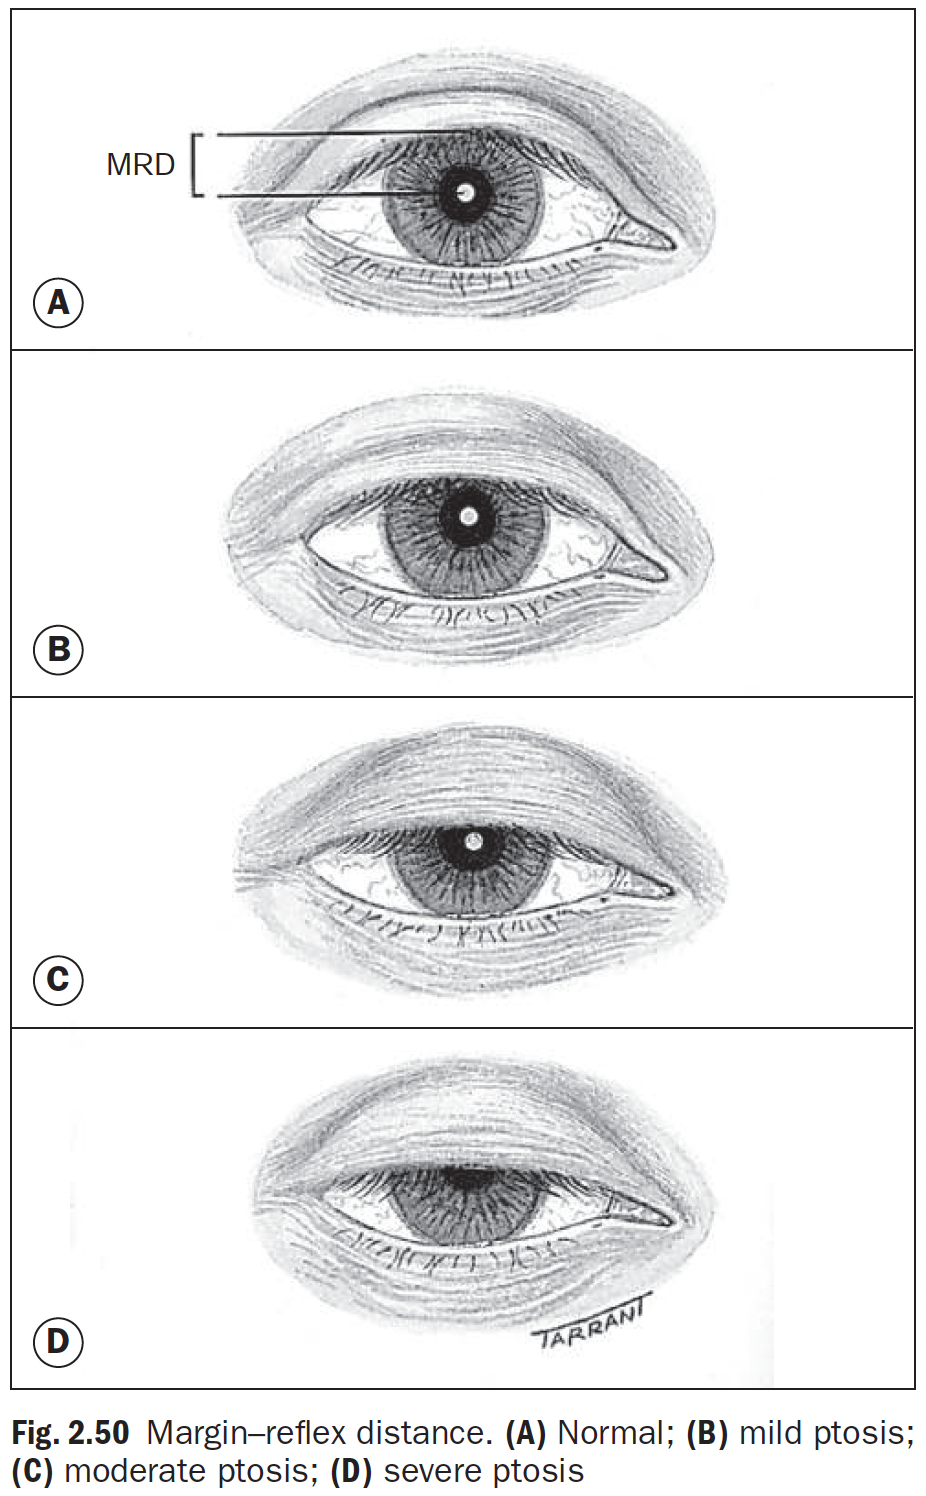 MRD
A
B
C
TARRANT
D
Fig. 2.50 Margin–reflex distance. (A) Normal; (B) mild ptosis;
(C) moderate ptosis; (D) severe ptosis